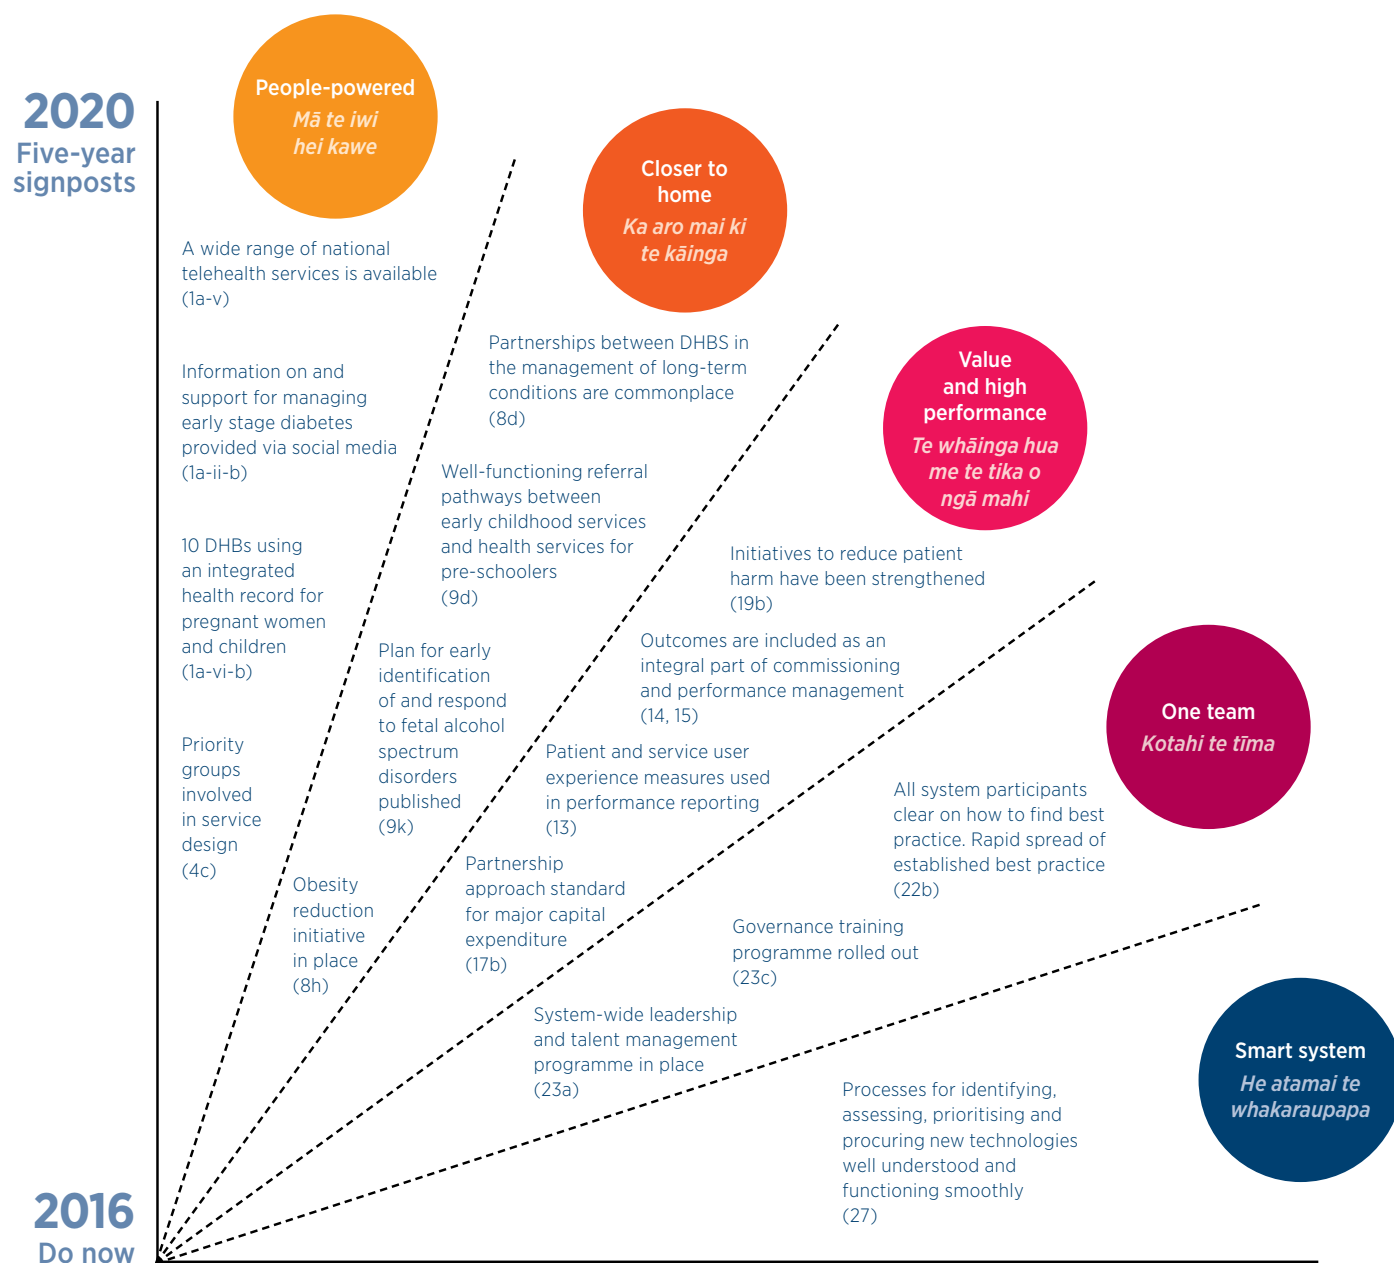 2020
Five-year
signposts
People-powered
Mā te iwi
hei kawe
A wide range of national
telehealth services is available
(1a-v)
Information on and
support for managing
early stage diabetes
provided via social media
(1a-ii-b)
10 DHBs using
an integrated
health record for
pregnant women
and children
(1a-vi-b)
Priority
groups
involved
in service
design
(4c)
Closer to
home
Ka aro mai ki
te kāinga
Partnerships between DHBS in
the management of long-term
conditions are commonplace
(8d)
Well-functioning referral
pathways between
early childhood services
and health services for
pre-schoolers
(9d)
Plan for early
identification
of and respond
to fetal alcohol
spectrum
disorders
published
(9k)
Obesity
reduction
initiative
in place
(8h)
Value
and high
performance
Te whāinga hua
me te tika o
ngā mahi
Initiatives to reduce patient
harm have been strengthened
(19b)
Outcomes are included as an
integral part of commissioning
and performance management
(14, 15)
Patient and service user
experience measures used
in performance reporting
(13)
Partnership
approach standard
for major capital
expenditure
(17b)
One team
Kotahi te tīma
All system participants
clear on how to find best
practice. Rapid spread of
established best practice
(22b)
Governance training
programme rolled out
(23c)
System-wide leadership
and talent management
programme in place
(23a)
Smart system
He atamai te
whakaraupapa
Processes for identifying,
assessing, prioritising and
procuring new technologies
well understood and
functioning smoothly
(27)
2016
Do now